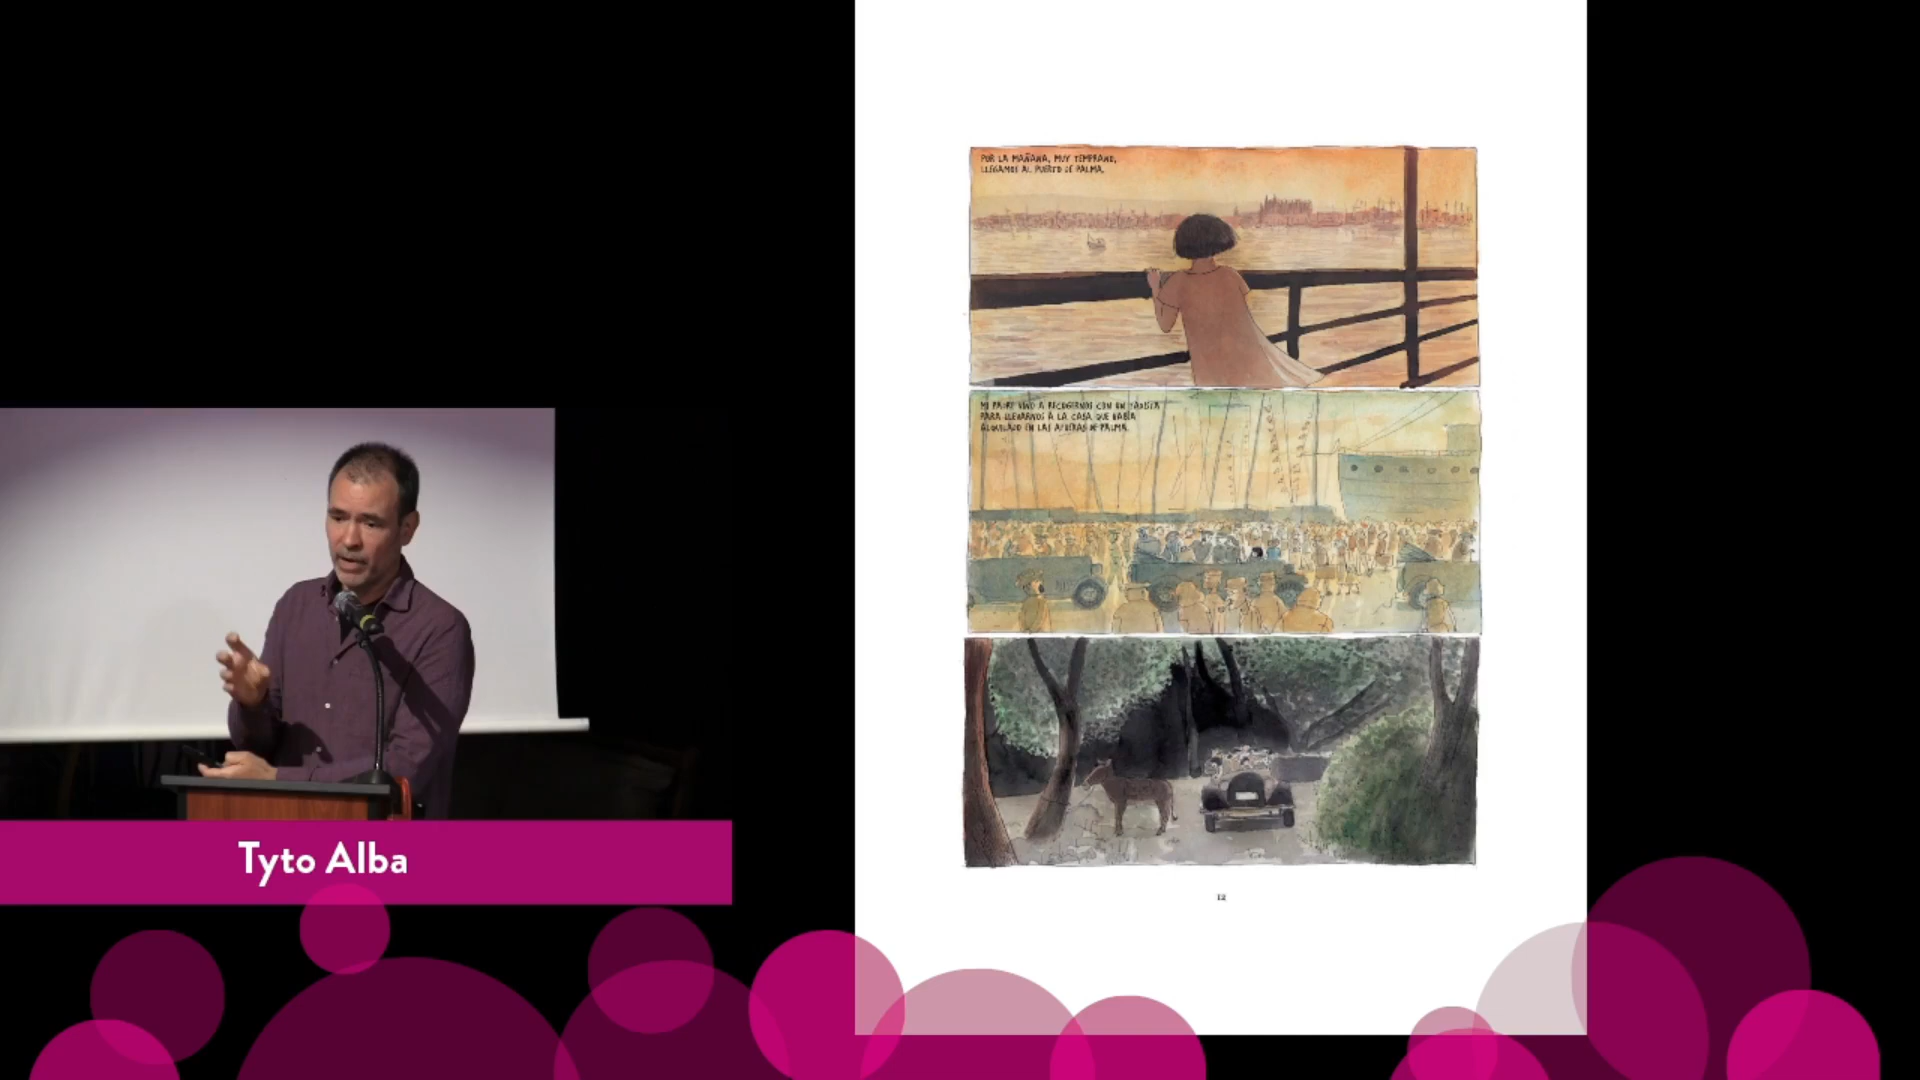 POR LA MAÑANA, MUY TEMPRANO,
LLEGAMOS AL PUERTO DE PALMA.
MI PADRE VINO A RECOGERNOS CON UN TAXISTA
PARA LLEVARNOS A LA CASA QUE HABÍA
ALQUILADO EN LAS AFUERAS DE PALMA.
12
Tyto Alba